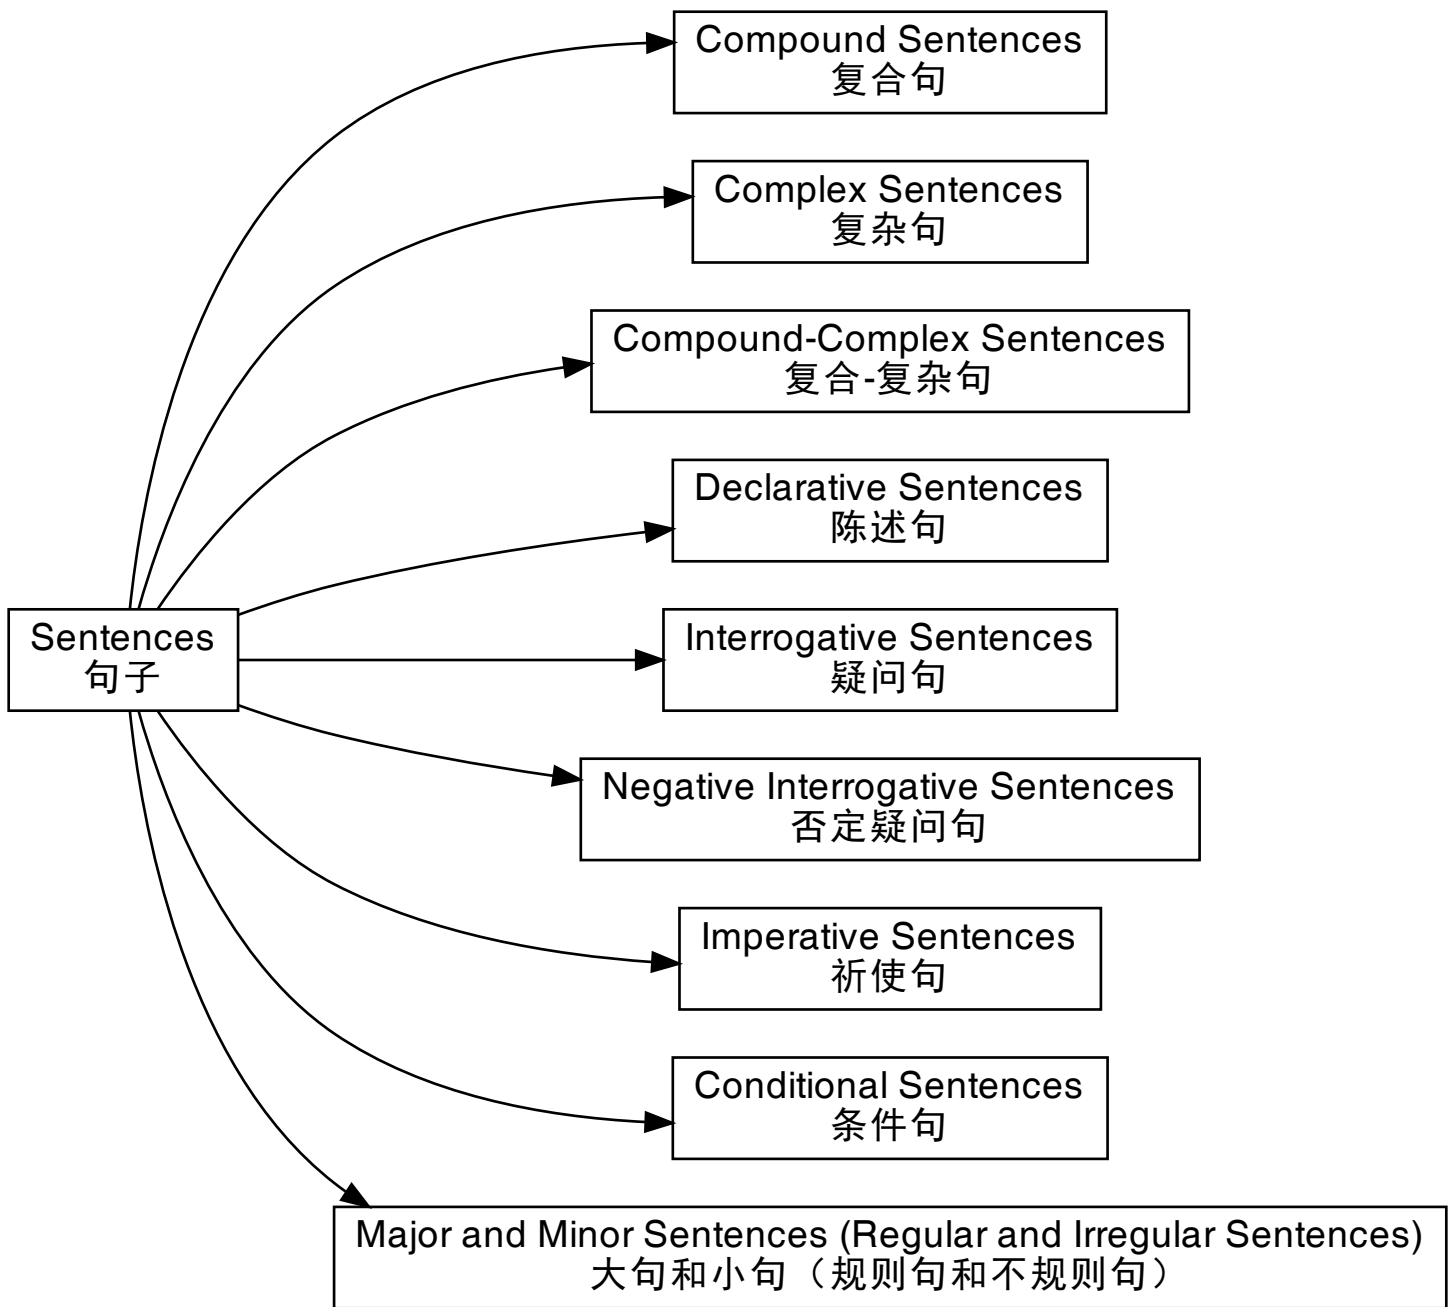 Compound Sentences
复合句
Complex Sentences
复杂句
Compound-Complex Sentences
复合-复杂句
Declarative Sentences
陈述句
Sentences
句子
Interrogative Sentences
疑问句
Negative Interrogative Sentences
否定疑问句
Imperative Sentences
祈使句
Conditional Sentences
条件句
Major and Minor Sentences (Regular and Irregular Sentences)
大句和小句（规则句和不规则句）